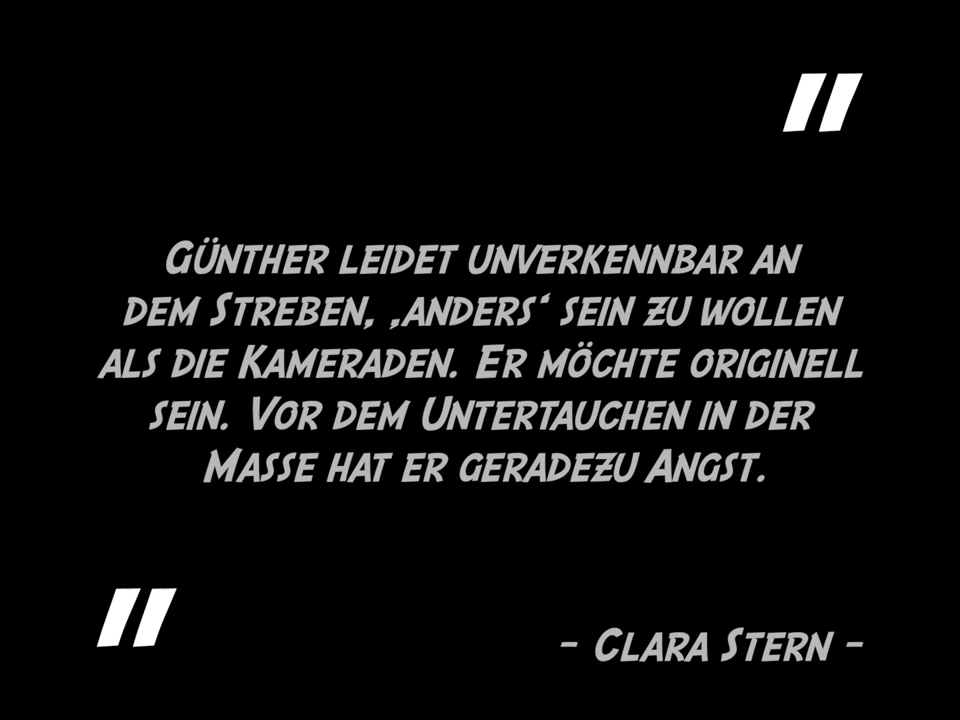 "
Günther leidet unverkennbar an
dem Streben, ‚anders‘ sein zu wollen
als die Kameraden. Er möchte originell
sein. Vor dem Untertauchen in der
Masse hat er geradezu Angst.
"
- Clara Stern -